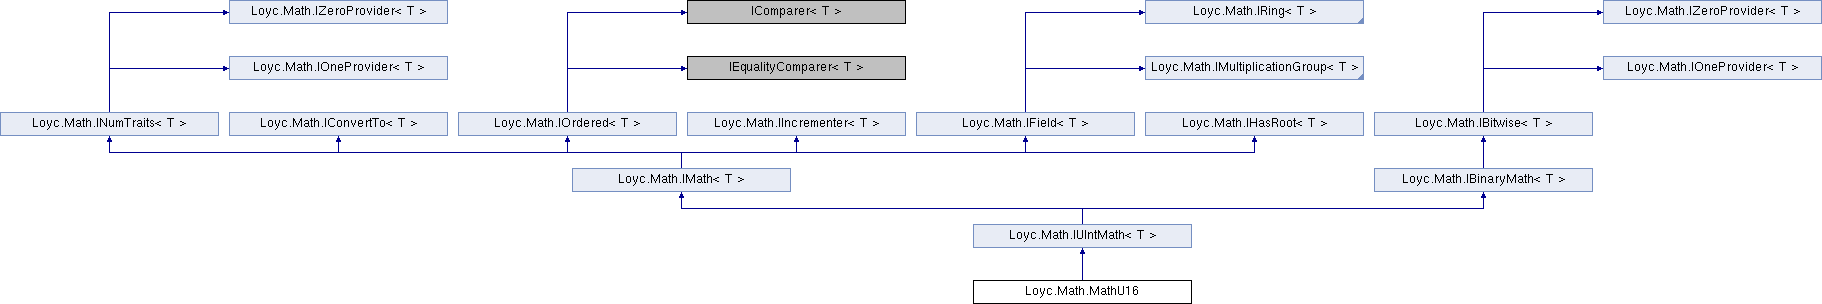 Loyc.Math.IZeroProvider< T >
IComparer< T >
Loyc.Math.IRing< T >
Loyc.Math.IZeroProvider< T >
Loyc.Math.IOneProvider< T >
IEqualityComparer< T >
Loyc.Math.IMultiplicationGroup< T >
Loyc.Math.IOneProvider< T >
Loyc.Math.INumTraits< T >
Loyc.Math.IConvertTo< T >
Loyc.Math.IOrdered< T >
Loyc.Math.IIncrementer< T >
Loyc.Math.IField< T >
Loyc.Math.IHasRoot< T >
Loyc.Math.IBitwise< T >
Loyc.Math.IMath< T >
Loyc.Math.IBinaryMath< T >
Loyc.Math.IUIntMath< T >
Loyc.Math.MathU16